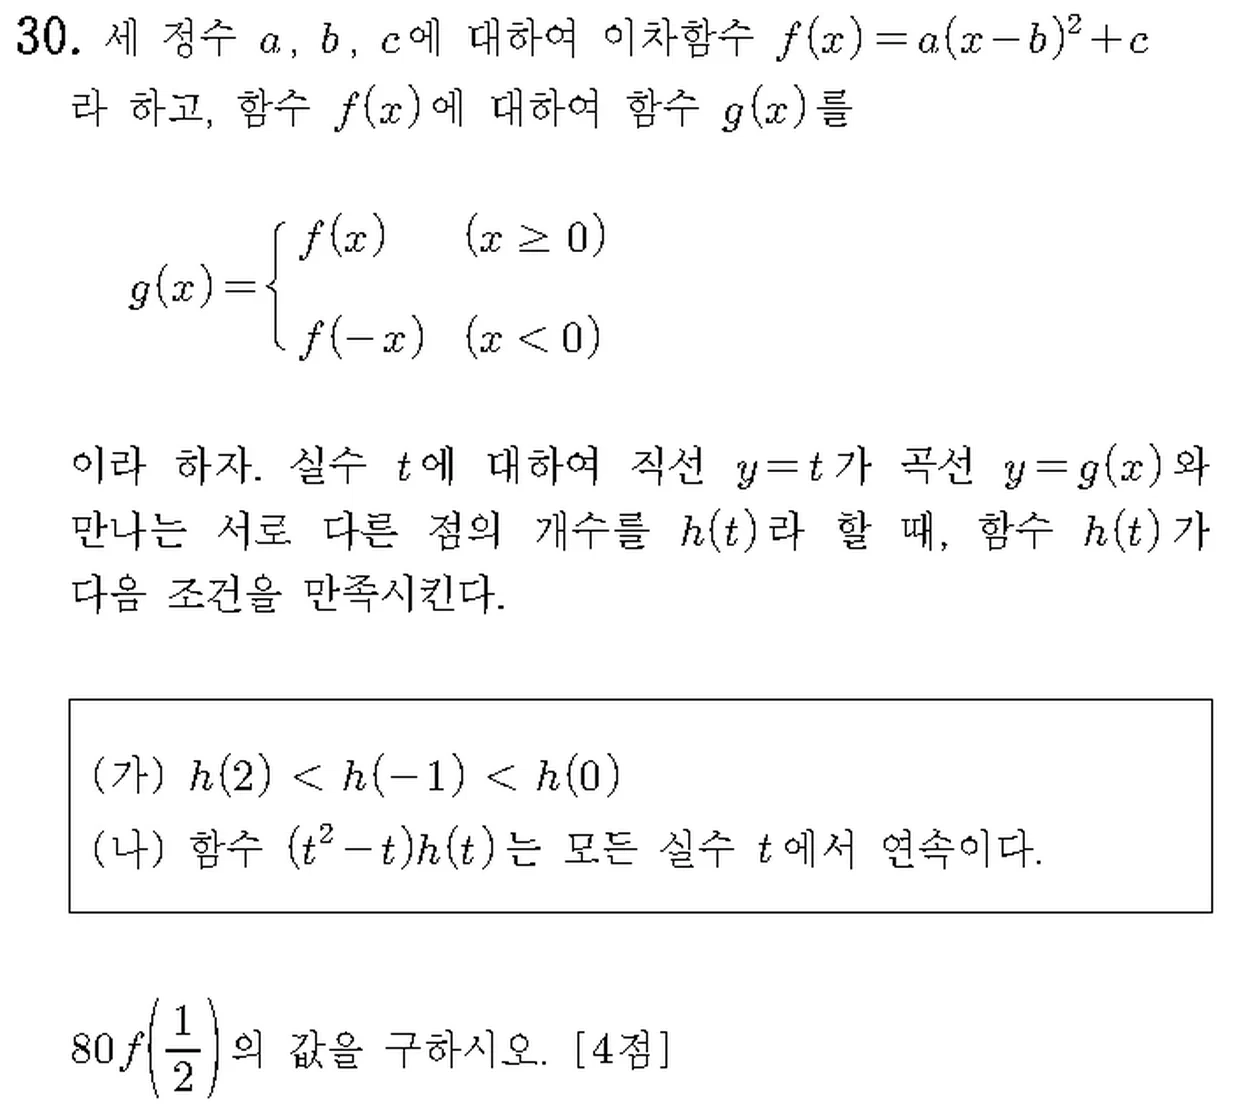 30. 세 정수 a, b, c에 대하여 이차함수 f(x)=a(x-b)²+c
라 하고, 함수 f(x)에 대하여 함수 g(x)를
g(x)={ f(x) (x ≥ 0)
f(-x) (x < 0)
이라 하자. 실수 t에 대하여 직선 y=t가 곡선 y=g(x)와
만나는 서로 다른 점의 개수를 h(t)라 할 때, 함수 h(t)가
다음 조건을 만족시킨다.
(가) h(2) < h(-1) < h(0)
(나) 함수 (t²-t)h(t)는 모든 실수 t에서 연속이다.
80f(1/2)의 값을 구하시오. [4점]